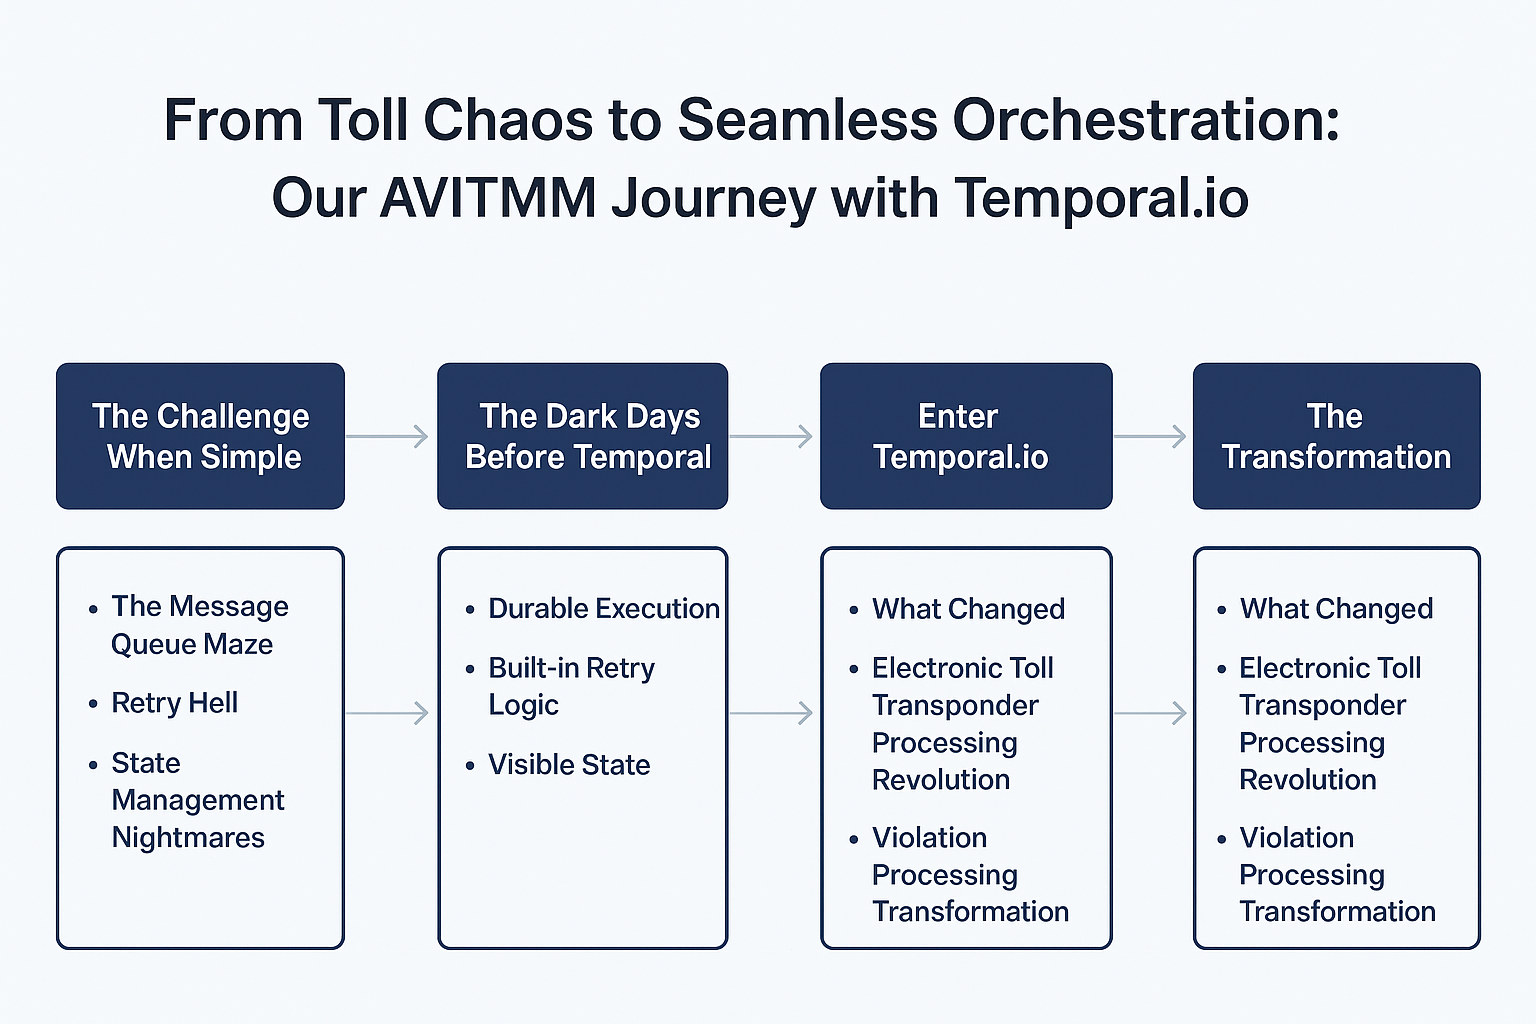 From Toll Chaos to Seamless Orchestration:
Our AVITMM Journey with Temporal.io
The Challenge
When Simple
The Dark Days
Before Temporal
Enter
Temporal.io
The
Transformation
• The Message
Queue Maze
• Retry Hell
• State
Management
Nightmares
• Durable Execution
• Built-in Retry
Logic
• Visible State
• What Changed
• Electronic Toll
Transponder
Processing
Revolution
• Violation
Processing
Transformation
• What Changed
• Electronic Toll
Transponder
Processing
Revolution
• Violation
Processing
Transformation